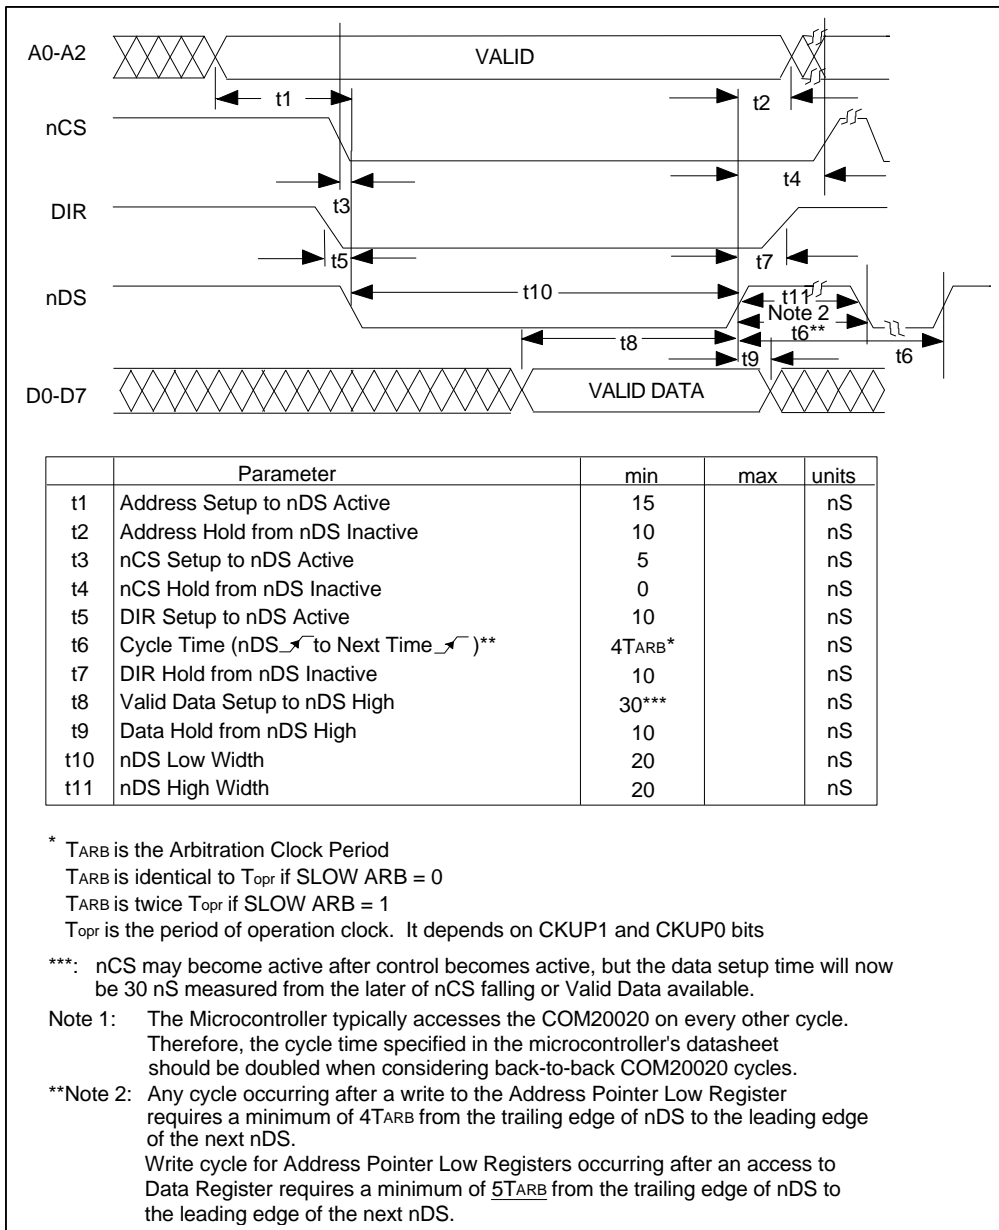 A0-A2
VALID
t1
t2
nCS
t3
t4
DIR
t5
t7
nDS
t10
t11
Note 2
t6**
t8
t6
t9
D0-D7
VALID DATA
Parameter min max units
t1 Address Setup to nDS Active 15 nS
t2 Address Hold from nDS Inactive 10 nS
t3 nCS Setup to nDS Active 5 nS
t4 nCS Hold from nDS Inactive 0 nS
t5 DIR Setup to nDS Active 10 nS
t6 Cycle Time (nDS to Next Time )** 4TARB* nS
t7 DIR Hold from nDS Inactive 10 nS
t8 Valid Data Setup to nDS High 30*** nS
t9 Data Hold from nDS High 10 nS
t10 nDS Low Width 20 nS
t11 nDS High Width 20 nS
* TARB is the Arbitration Clock Period
TARB is identical to Topr if SLOW ARB = 0
TARB is twice Topr if SLOW ARB = 1
Topr is the period of operation clock. It depends on CKUP1 and CKUP0 bits
***: nCS may become active after control becomes active, but the data setup time will now
be 30 nS measured from the later of nCS falling or Valid Data available.
Note 1: The Microcontroller typically accesses the COM20020 on every other cycle.
Therefore, the cycle time specified in the microcontroller's datasheet
should be doubled when considering back-to-back COM20020 cycles.
**Note 2: Any cycle occurring after a write to the Address Pointer Low Register
requires a minimum of 4TARB from the trailing edge of nDS to the leading edge
of the next nDS.
Write cycle for Address Pointer Low Registers occurring after an access to
Data Register requires a minimum of 5TARB from the trailing edge of nDS to
the leading edge of the next nDS.